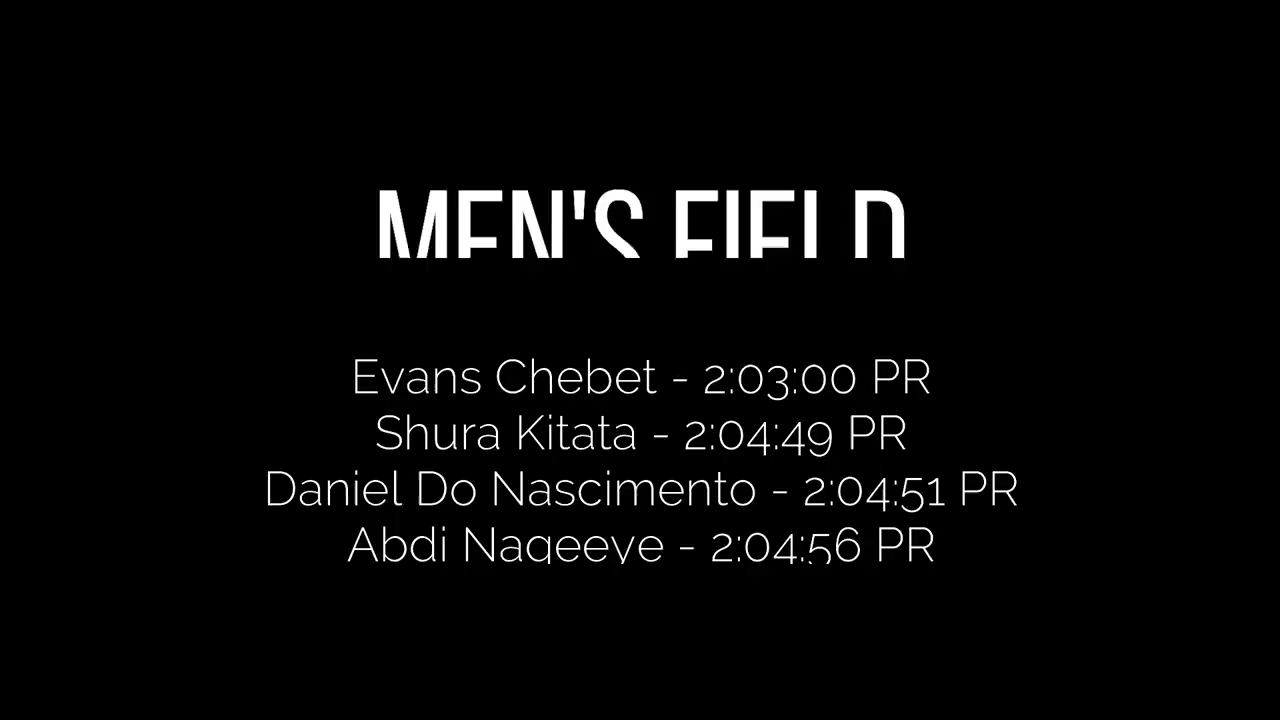 MEN'S FIELD
Evans Chebet - 2:03:00 PR
Shura Kitata - 2:04:49 PR
Daniel Do Nascimento - 2:04:51 PR
Abdi Nageeye - 2:04:56 PR